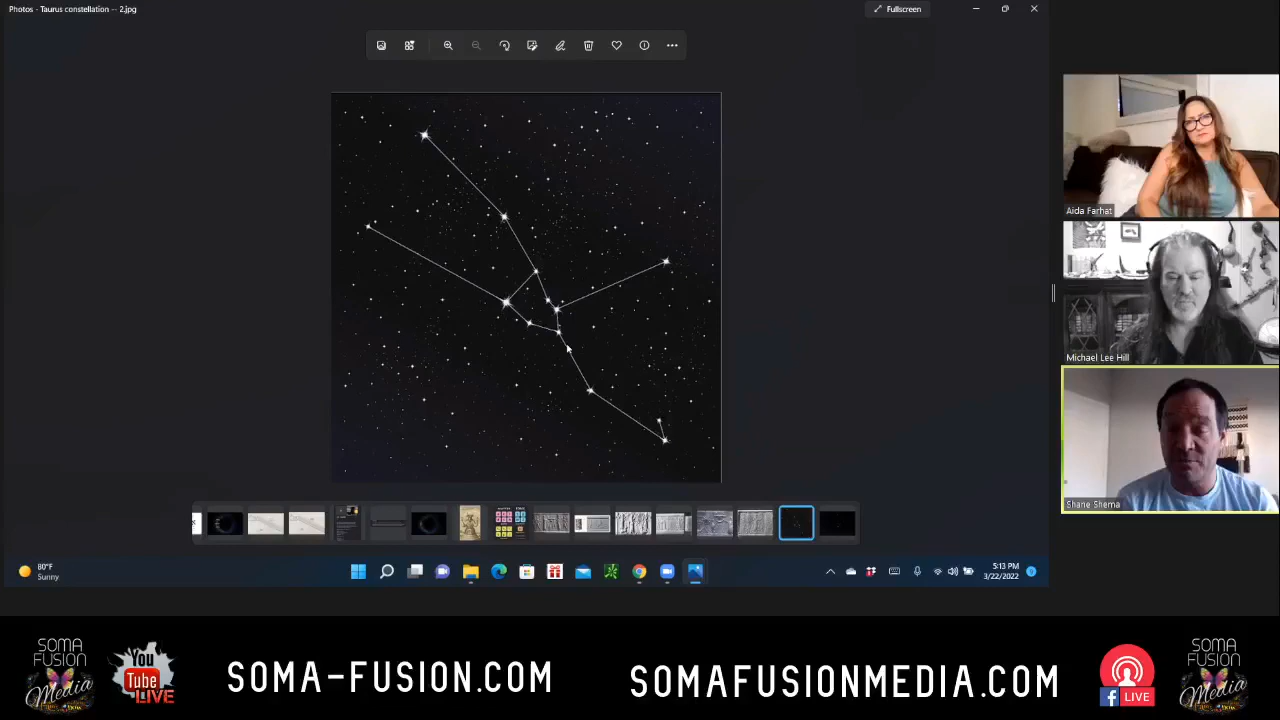 Photos - Taurus constellation -- 2.jpg
Fullscreen
Aida Farhat
Michael Lee Hill
Shane Shema
80°F
Sunny
5:13 PM
3/22/2022
SOMA
FUSION
Media
You
Tube
LIVE
SOMA-FUSION.COM
SOMAFUSIONMEDIA.COM
f LIVE
SOMA
FUSION
Media